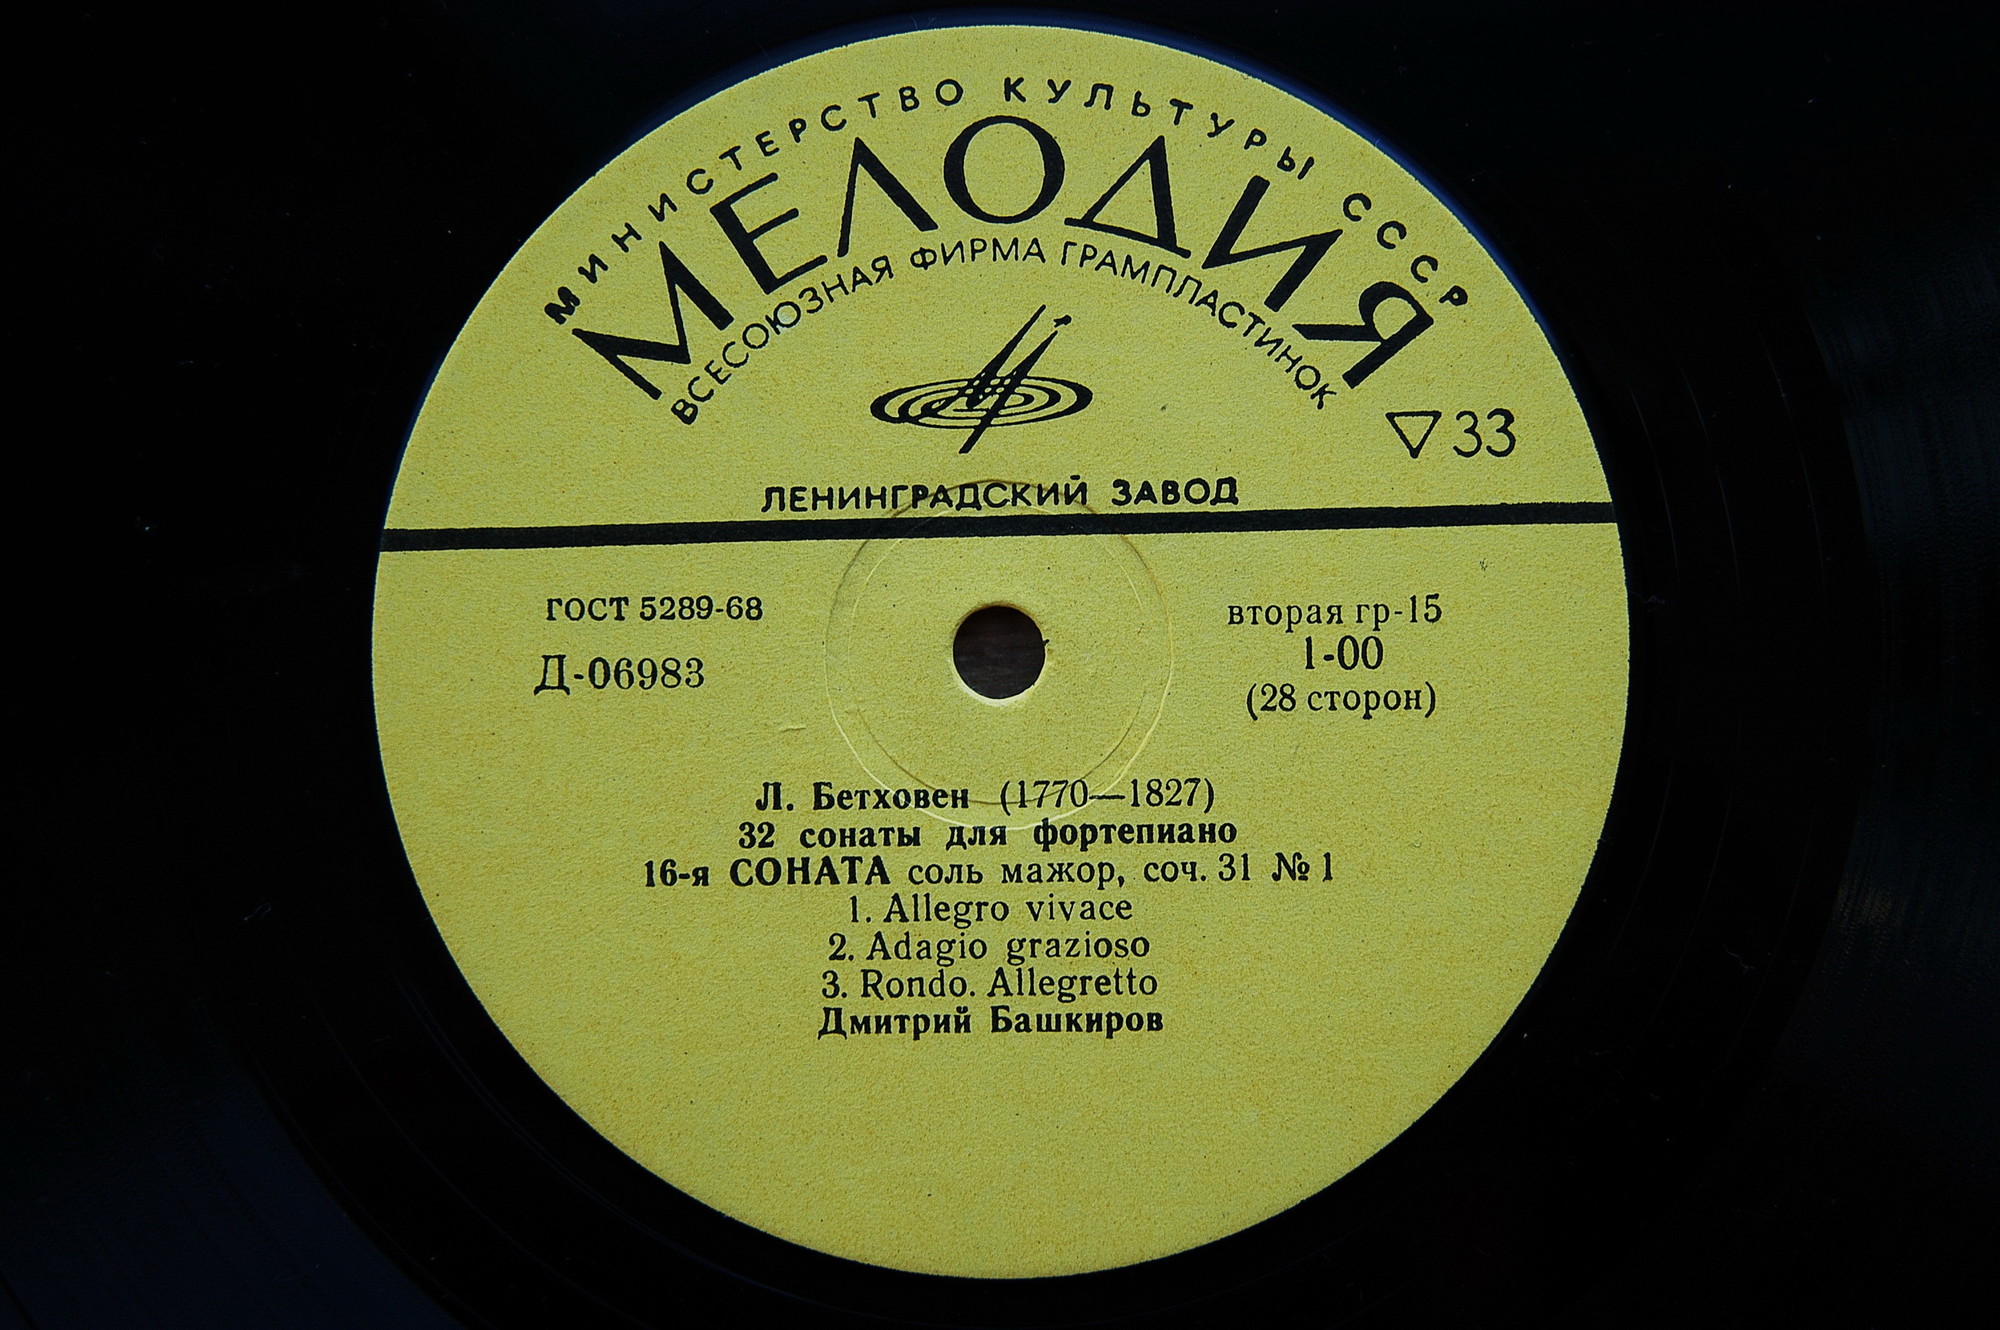 МИНИСТЕРСТВО КУЛЬТУРЫ СССР
МЕЛОДИЯ
ВСЕСОЮЗНАЯ ФИРМА ГРАМПЛАСТИНОК
▽33
ЛЕНИНГРАДСКИЙ ЗАВОД
ГОСТ 5289-68
вторая гр-15
Д-06983
1-00
(28 сторон)
Л. Бетховен (1770—1827)
32 сонаты для фортепиано
16-я СОНАТА соль мажор, соч. 31 № 1
1. Allegro vivace
2. Adagio grazioso
3. Rondo. Allegretto
Дмитрий Башкиров